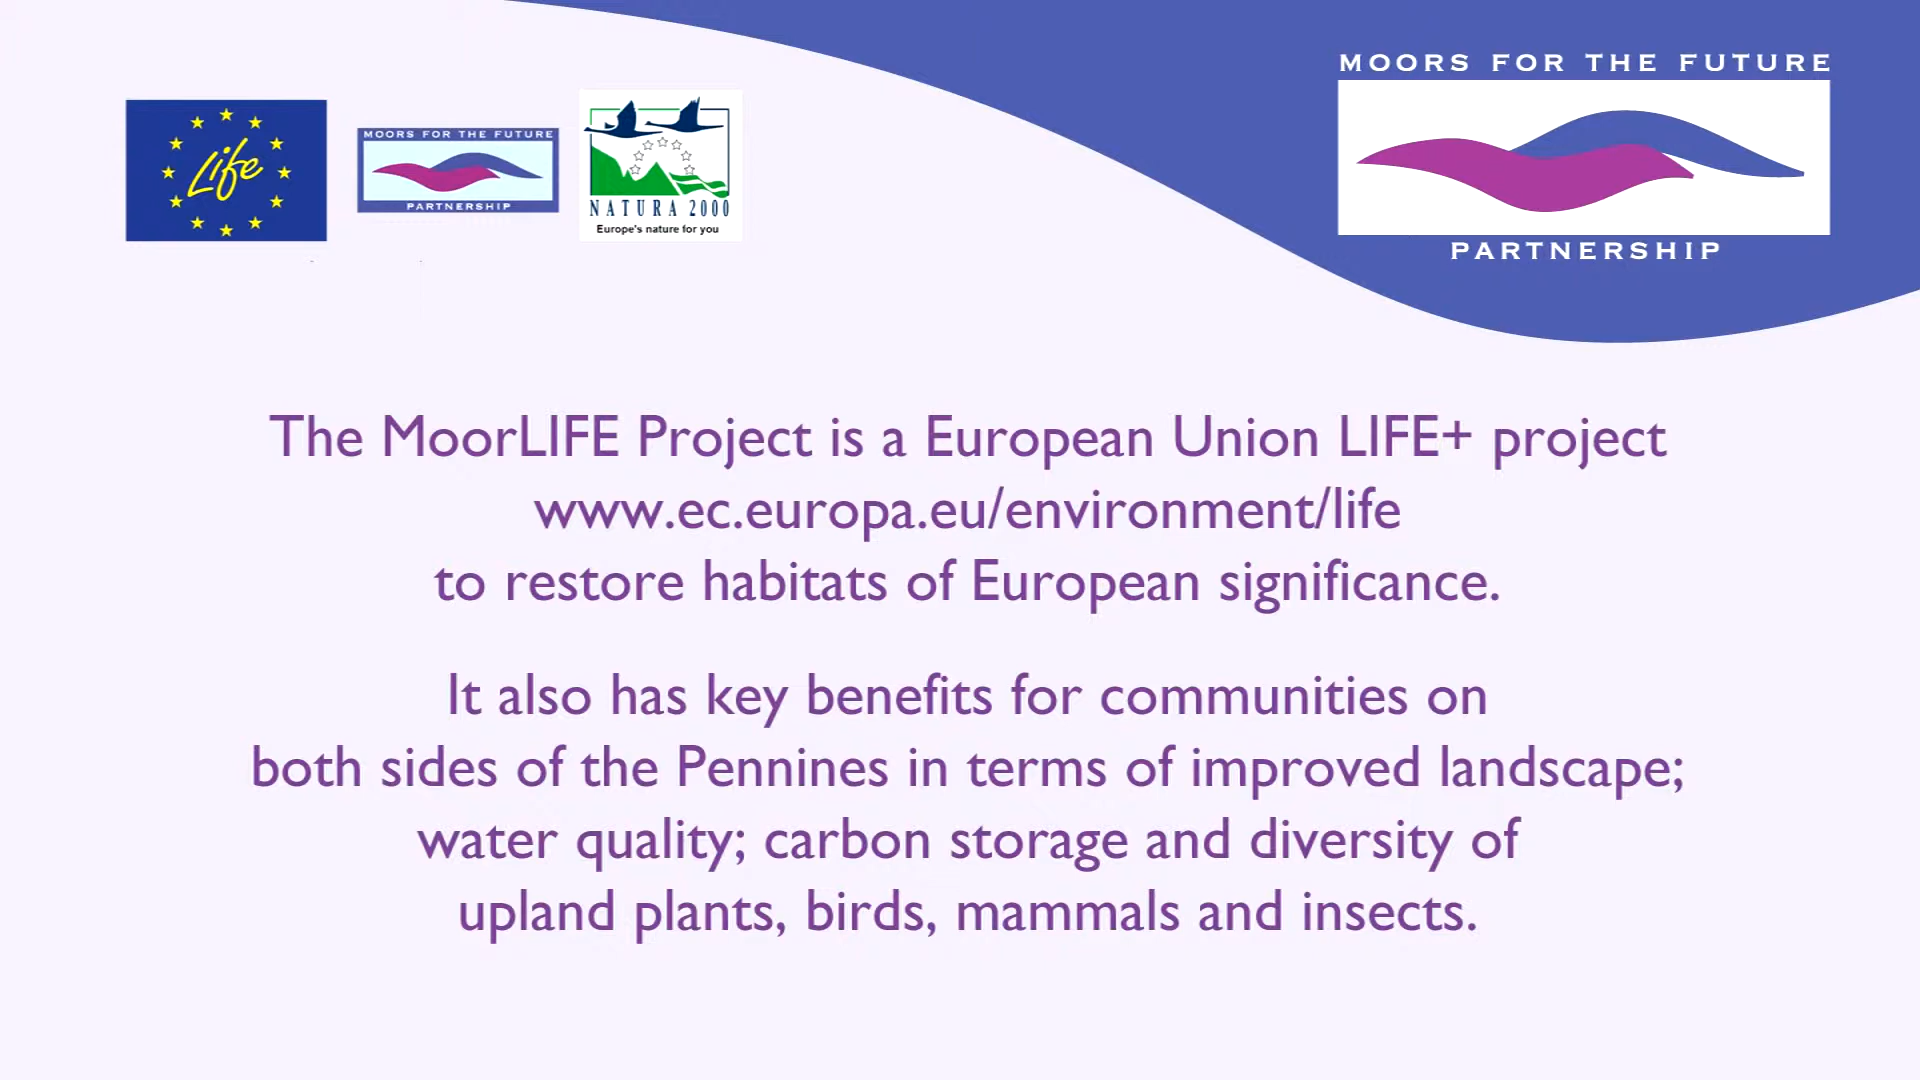 MOORS FOR THE FUTURE
PARTNERSHIP
Life
MOORS FOR THE FUTURE
PARTNERSHIP
NATURA 2000
Europe's nature for you
The MoorLIFE Project is a European Union LIFE+ project
www.ec.europa.eu/environment/life
to restore habitats of European significance.
It also has key benefits for communities on
both sides of the Pennines in terms of improved landscape;
water quality; carbon storage and diversity of
upland plants, birds, mammals and insects.